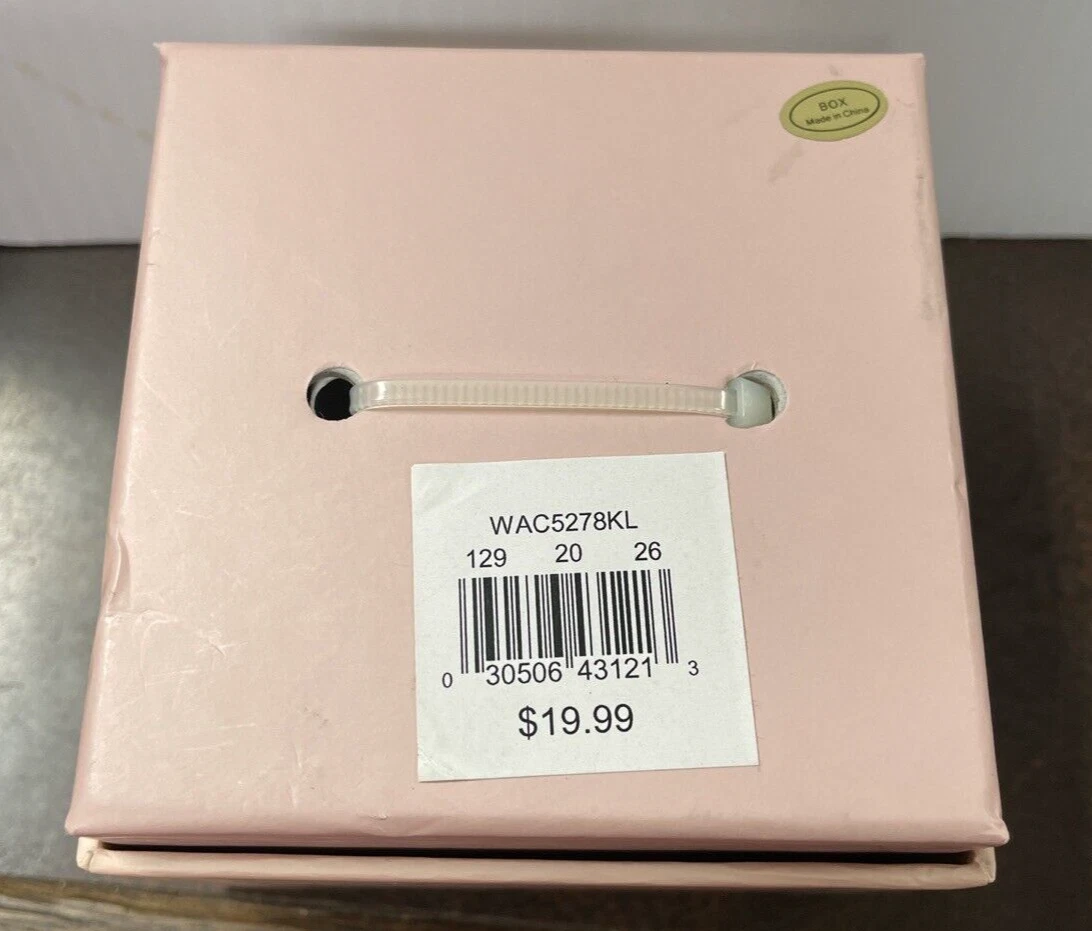 BOX
Made in China
WAC5278KL
129 20 26
0 30506 43121 3
$19.99